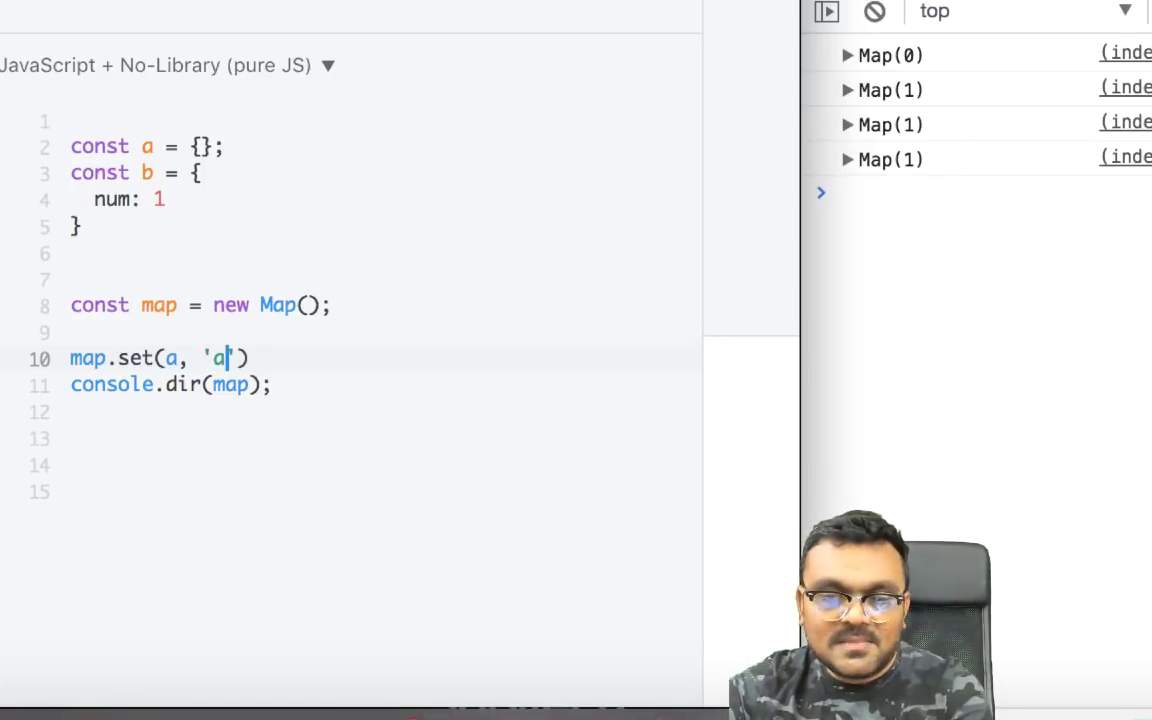 JavaScript + No-Library (pure JS) ▼
1
2 const a = {};
3 const b = {
4 num: 1
5 }
6
7
8 const map = new Map();
9
10 map.set(a, 'a')
11 console.dir(map);
12
13
14
15
top ▼
▶ Map(0) (inde
▶ Map(1) (inde
▶ Map(1) (inde
▶ Map(1) (inde
>